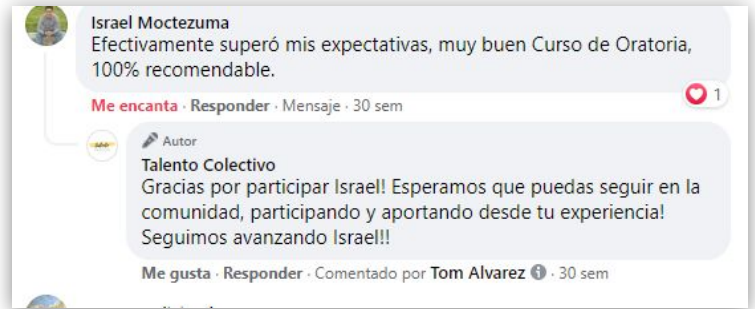 Israel Moctezuma
Efectivamente superó mis expectativas, muy buen Curso de Oratoria,
100% recomendable.
1
Me encanta · Responder · Mensaje · 30 sem
Autor
Talento Colectivo
Gracias por participar Israel! Esperamos que puedas seguir en la
comunidad, participando y aportando desde tu experiencia!
Seguimos avanzando Israel!!
Me gusta · Responder · Comentado por Tom Alvarez · 30 sem